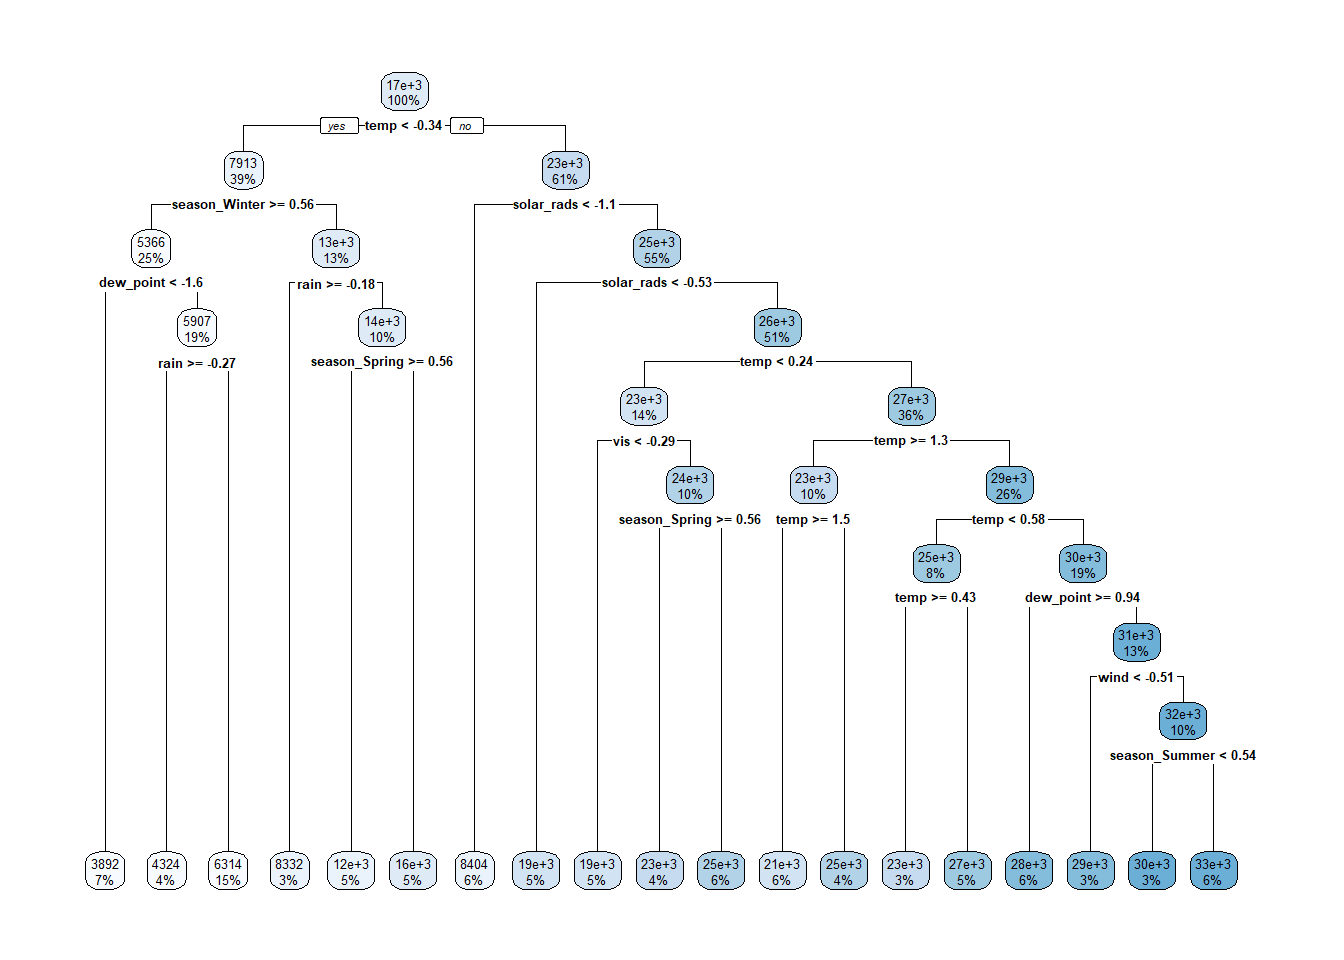 17e+3
100%
yes temp < -0.34 no
7913
39%
23e+3
61%
season_Winter >= 0.56
solar_rads < -1.1
5366
25%
13e+3
13%
25e+3
55%
dew_point < -1.6
rain >= -0.18
solar_rads < -0.53
5907
19%
14e+3
10%
26e+3
51%
rain >= -0.27
season_Spring >= 0.56
temp < 0.24
23e+3
14%
27e+3
36%
vis < -0.29
temp >= 1.3
24e+3
10%
23e+3
10%
29e+3
26%
season_Spring >= 0.56
temp >= 1.5
temp < 0.58
25e+3
8%
30e+3
19%
temp >= 0.43
dew_point >= 0.94
31e+3
13%
wind < -0.51
32e+3
10%
season_Summer < 0.54
3892
7%
4324
4%
6314
15%
8332
3%
12e+3
5%
16e+3
5%
8404
6%
19e+3
5%
19e+3
5%
23e+3
4%
25e+3
6%
21e+3
6%
25e+3
4%
23e+3
3%
27e+3
5%
28e+3
6%
29e+3
3%
30e+3
3%
33e+3
6%